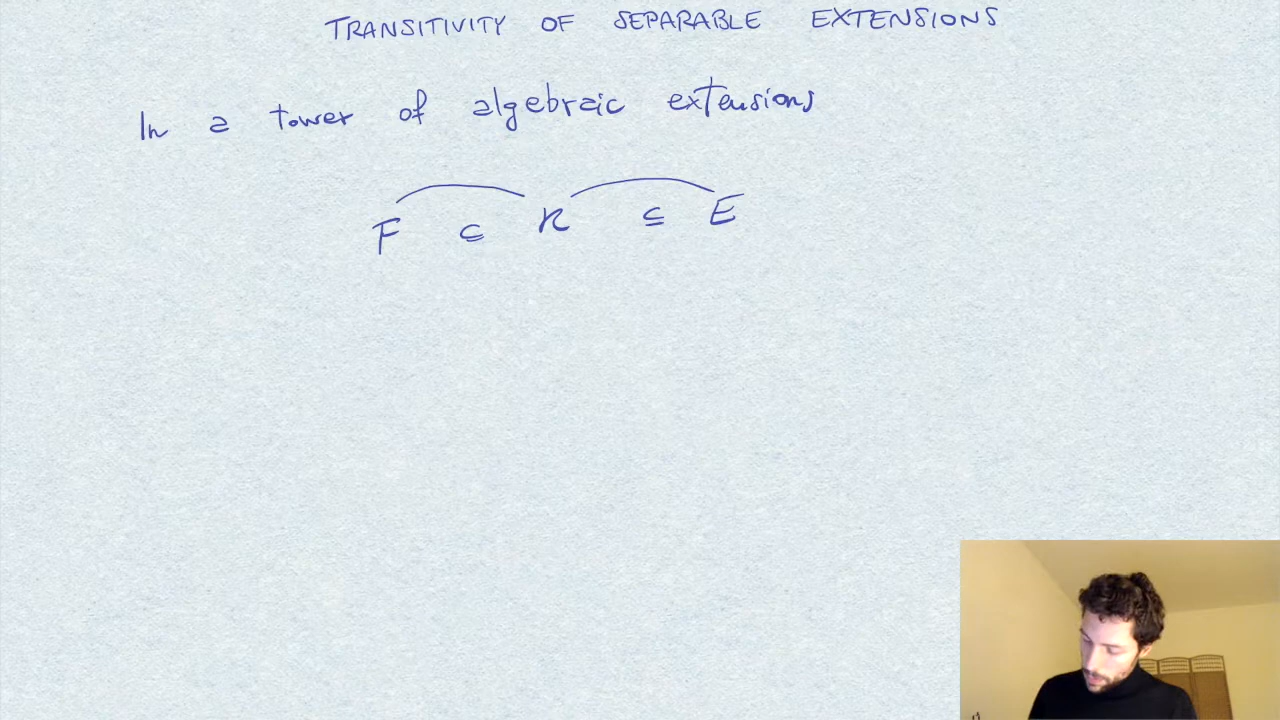 TRANSITIVITY OF SEPARABLE EXTENSIONS
In a tower of algebraic extensions
F ⊆ K ⊆ E